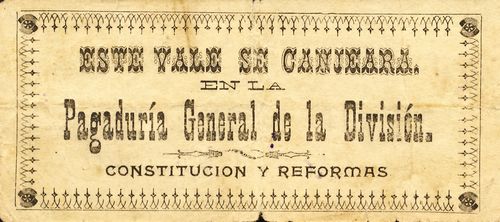 ESTE VALE SE CANJEARÁ.
EN LA
Pagaduría General de la División.
CONSTITUCION Y REFORMAS